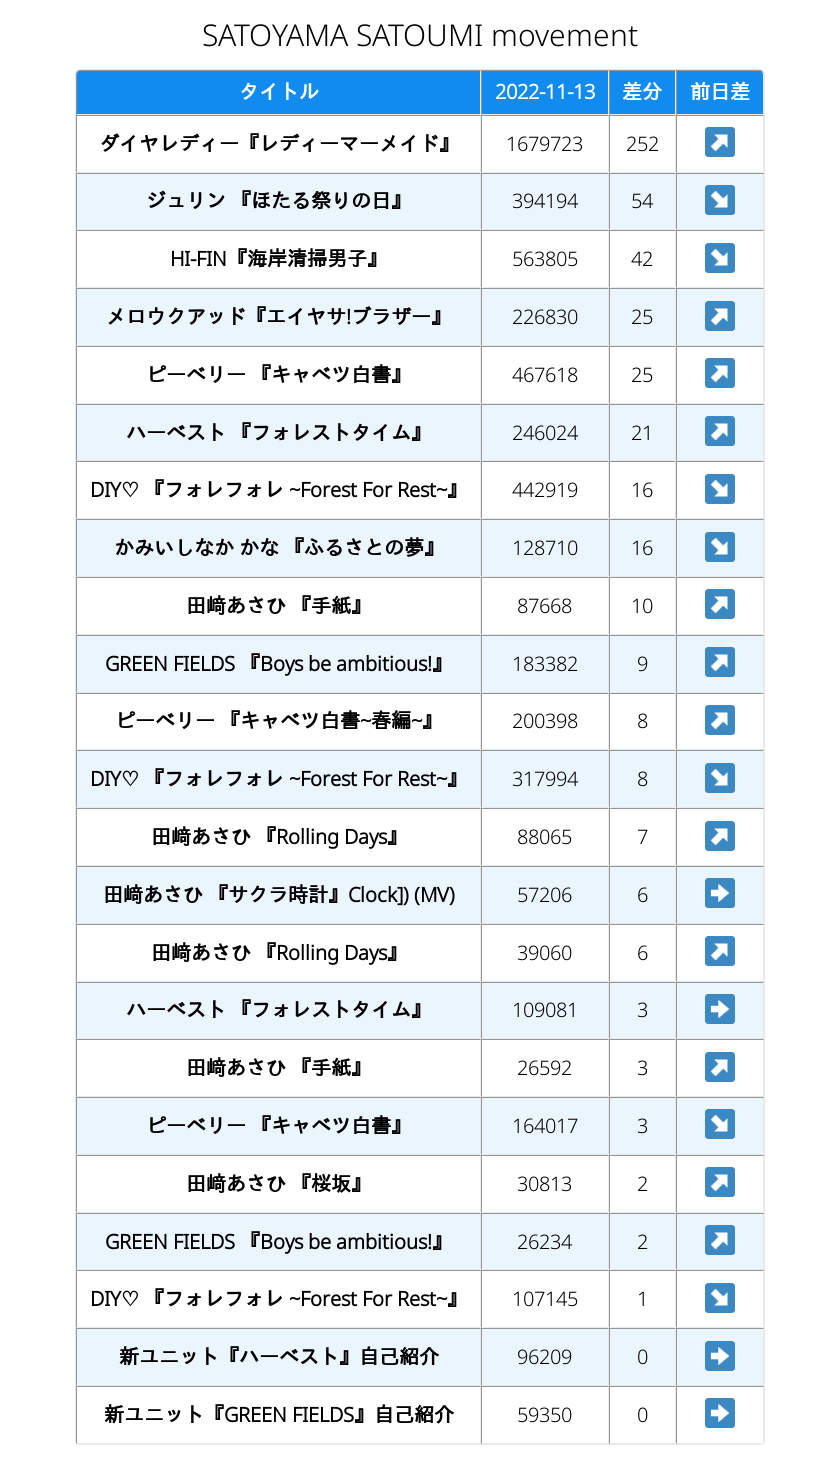 SATOYAMA SATOUMI movement
タイトル 2022-11-13 差分 前日差
ダイヤレディー『レディーマーメイド』 1679723 252 ↗
ジュリン 『ほたる祭りの日』 394194 54 ↘
HI-FIN『海岸清掃男子』 563805 42 ↘
メロウクアッド『エイヤサ!ブラザー』 226830 25 ↗
ピーベリー 『キャベツ白書』 467618 25 ↗
ハーベスト 『フォレストタイム』 246024 21 ↗
DIY♡ 『フォレフォレ ~Forest For Rest~』 442919 16 ↘
かみいしなか かな 『ふるさとの夢』 128710 16 ↘
田﨑あさひ 『手紙』 87668 10 ↗
GREEN FIELDS 『Boys be ambitious!』 183382 9 ↗
ピーベリー 『キャベツ白書~春編~』 200398 8 ↗
DIY♡ 『フォレフォレ ~Forest For Rest~』 317994 8 ↘
田﨑あさひ 『Rolling Days』 88065 7 ↗
田﨑あさひ 『サクラ時計』Clock]) (MV) 57206 6 ➡
田﨑あさひ 『Rolling Days』 39060 6 ↗
ハーベスト 『フォレストタイム』 109081 3 ➡
田﨑あさひ 『手紙』 26592 3 ↗
ピーベリー 『キャベツ白書』 164017 3 ↘
田﨑あさひ 『桜坂』 30813 2 ↗
GREEN FIELDS 『Boys be ambitious!』 26234 2 ↗
DIY♡ 『フォレフォレ ~Forest For Rest~』 107145 1 ↘
新ユニット『ハーベスト』自己紹介 96209 0 ➡
新ユニット『GREEN FIELDS』自己紹介 59350 0 ➡